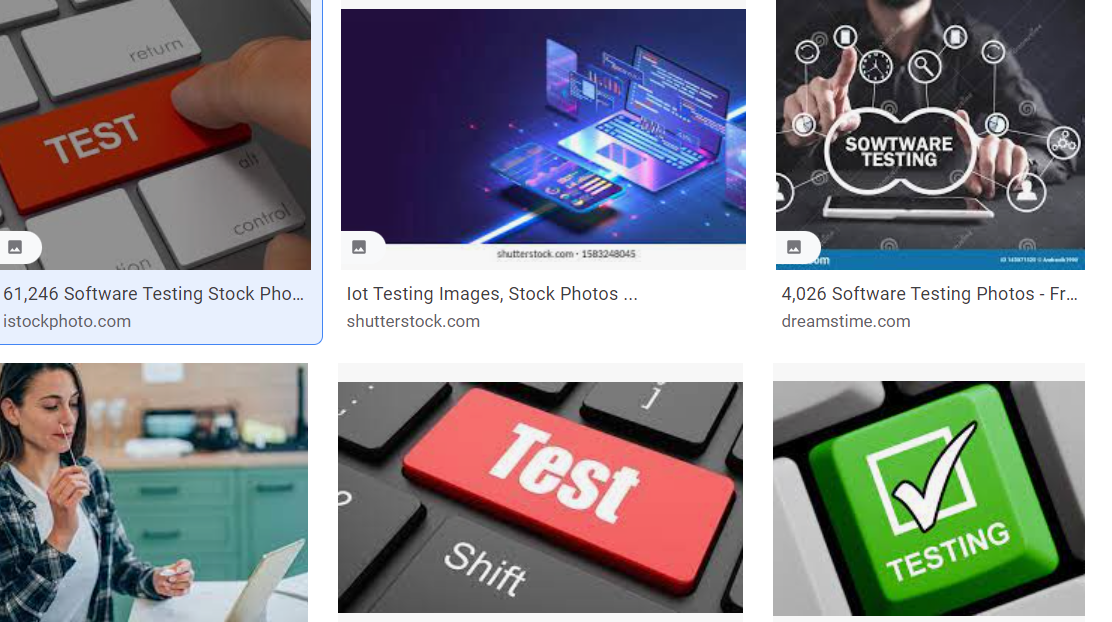 return
TEST
alt
control
tion
SOWTWARE
TESTING
shutterstock.com · 1583248045
61,246 Software Testing Stock Pho...
istockphoto.com
Iot Testing Images, Stock Photos ...
shutterstock.com
4,026 Software Testing Photos - Fr...
dreamstime.com
Test
Shift
TESTING